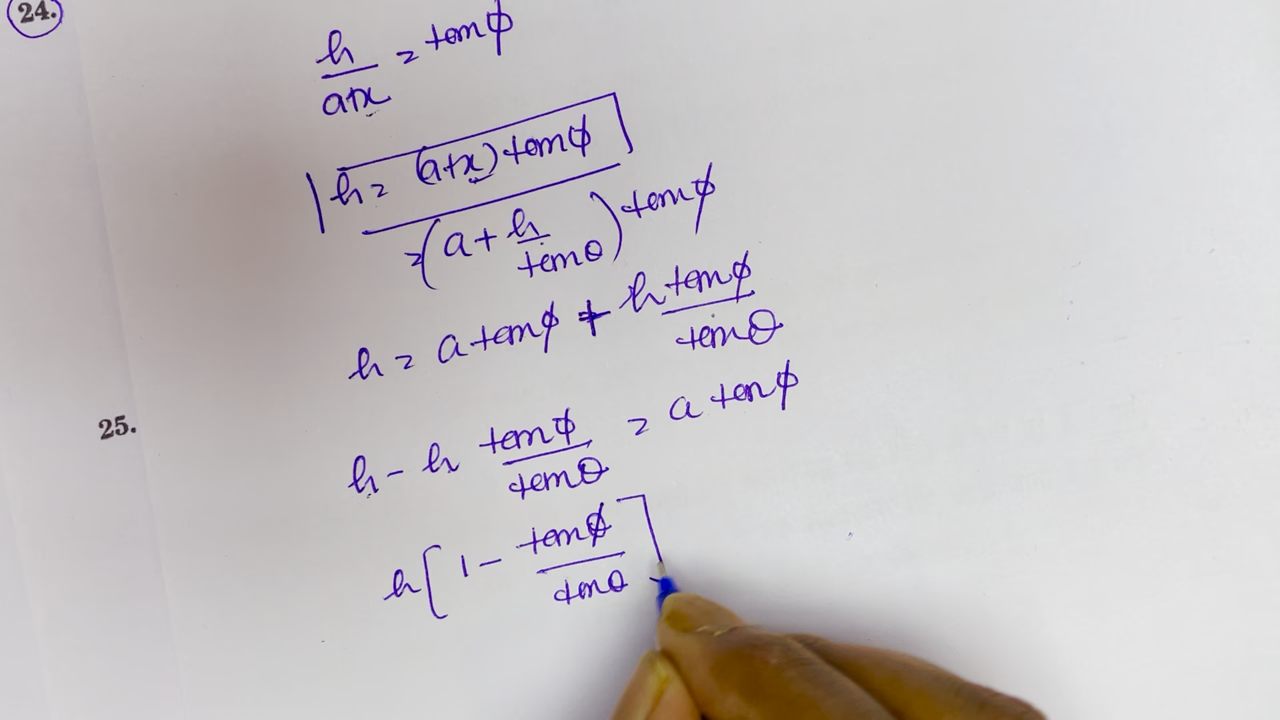 24.
h/(a+x) = tanϕ
h = (a+x) tanϕ
= (a + h/tanθ) tanϕ
h = a tanϕ + h tanϕ/tanθ
25.
h - h tanϕ/tanθ = a tanϕ
h[1 - tanϕ/tanθ]